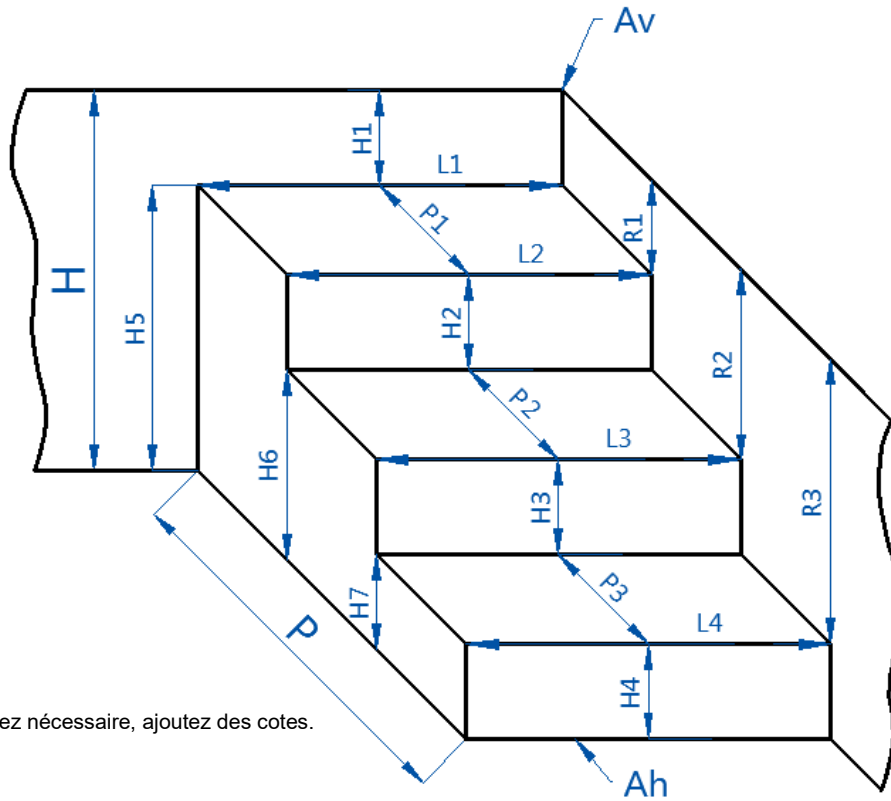 Av
H1
L1
P1
R1
L2
H
H5
H2
R2
P2
L3
H6
H3
R3
H7
P3
L4
P
H4
ez nécessaire, ajoutez des cotes.
Ah